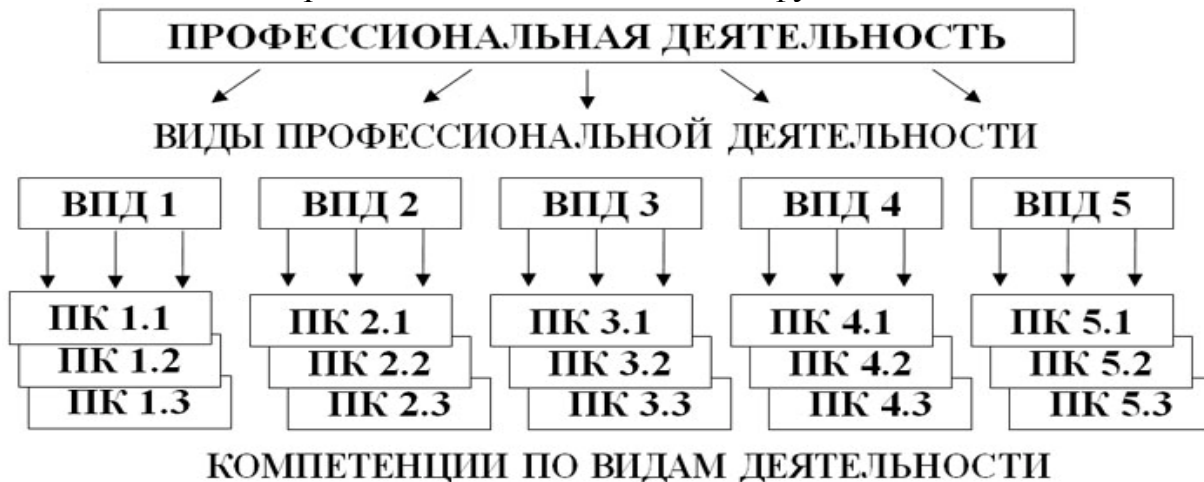 ПРОФЕССИОНАЛЬНАЯ ДЕЯТЕЛЬНОСТЬ
ВИДЫ ПРОФЕССИОНАЛЬНОЙ ДЕЯТЕЛЬНОСТИ
ВПД 1 ВПД 2 ВПД 3 ВПД 4 ВПД 5
ПК 1.1 ПК 2.1 ПК 3.1 ПК 4.1 ПК 5.1
ПК 1.2 ПК 2.2 ПК 3.2 ПК 4.2 ПК 5.2
ПК 1.3 ПК 2.3 ПК 3.3 ПК 4.3 ПК 5.3
КОМПЕТЕНЦИИ ПО ВИДАМ ДЕЯТЕЛЬНОСТИ